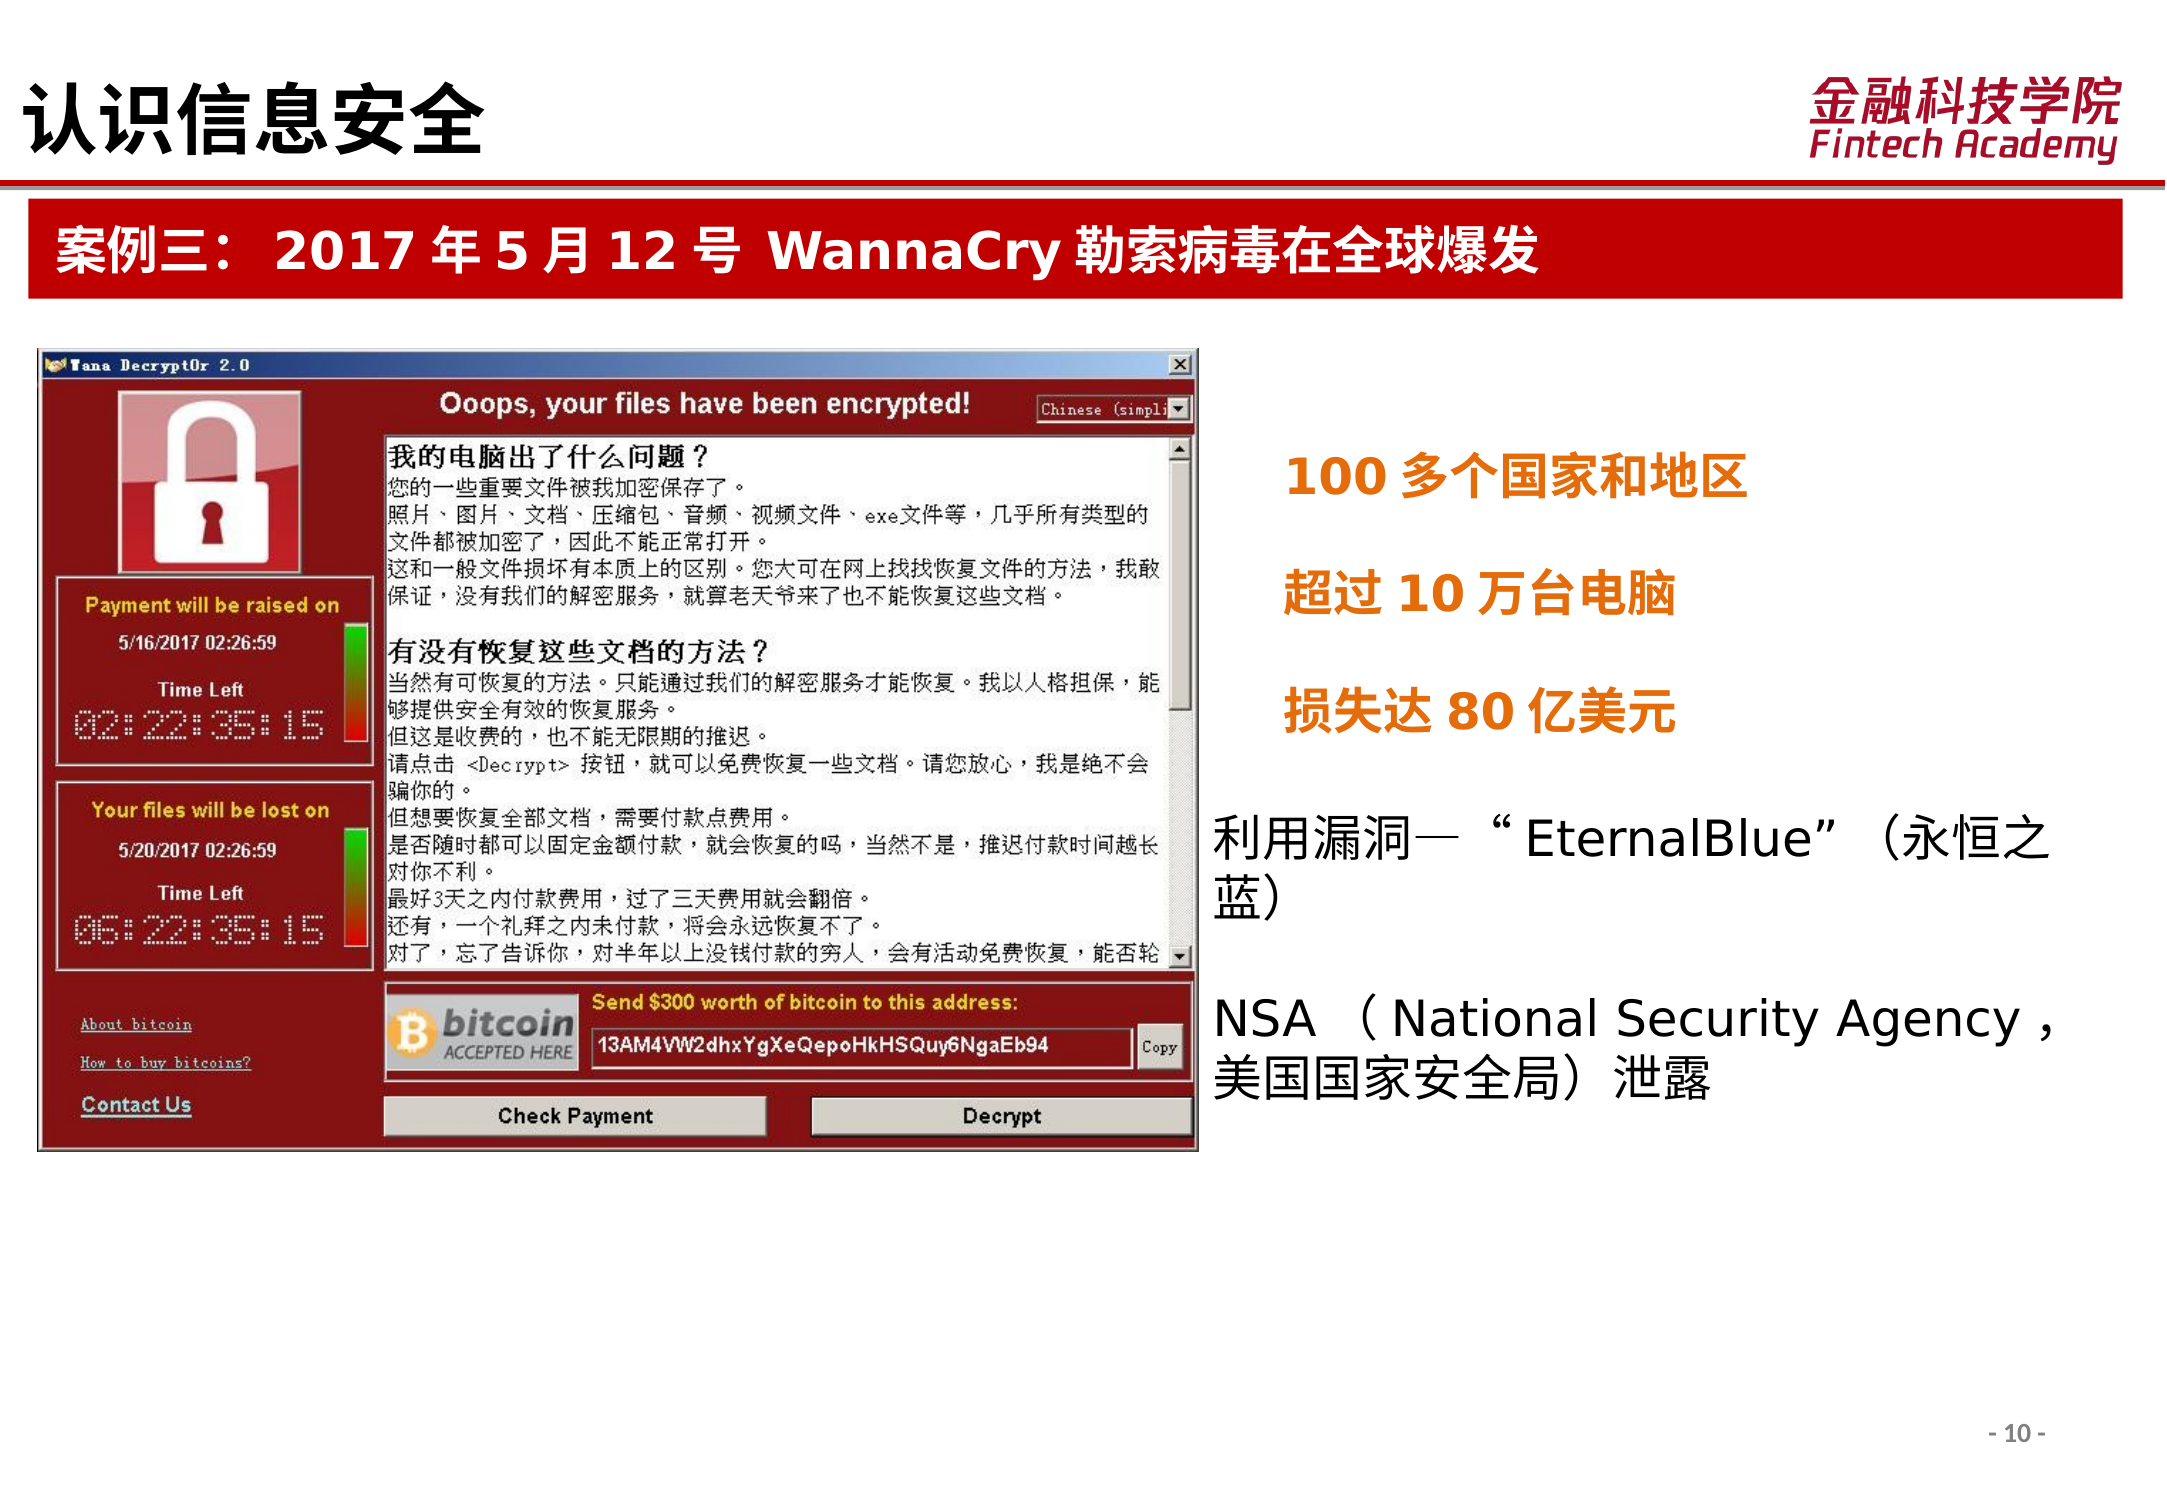 认识信息安全
金融科技学院
Fintech Academy
案例三： 2017 年 5 月 12 号 WannaCry 勒索病毒在全球爆发
Wana Decrypt0r 2.0
Ooops, your files have been encrypted!
Chinese (simpli
我的电脑出了什么问题？
您的一些重要文件被我加密保存了。
照片、图片、文档、压缩包、音频、视频文件、exe文件等，几乎所有类型的
文件都被加密了，因此不能正常打开。
这和一般文件损坏有本质上的区别。您大可在网上找找恢复文件的方法，我敢
保证，没有我们的解密服务，就算老天爷来了也不能恢复这些文档。
有没有恢复这些文档的方法？
当然有可恢复的方法。只能通过我们的解密服务才能恢复。我以人格担保，能
够提供安全有效的恢复服务。
但这是收费的，也不能无限期的推迟。
请点击 <Decrypt> 按钮，就可以免费恢复一些文档。请您放心，我是绝不会
骗你的。
但想要恢复全部文档，需要付款点费用。
是否随时都可以固定金额付款，就会恢复的吗，当然不是，推迟付款时间越长
对你不利。
最好3天之内付款费用，过了三天费用就会翻倍。
还有，一个礼拜之内未付款，将会永远恢复不了。
对了，忘了告诉你，对半年以上没钱付款的穷人，会有活动免费恢复，能否轮
Payment will be raised on
5/16/2017 02:26:59
Time Left
02:22:35:15
Your files will be lost on
5/20/2017 02:26:59
Time Left
06:22:35:15
About bitcoin
How to buy bitcoins?
Contact Us
bitcoin
ACCEPTED HERE
Send $300 worth of bitcoin to this address:
13AM4VW2dhxYgXeQepoHkHSQuy6NgaEb94
Copy
Check Payment
Decrypt
100 多个国家和地区
超过 10 万台电脑
损失达 80 亿美元
利用漏洞—“ EternalBlue”（永恒之
蓝）
NSA （ National Security Agency ，
美国国家安全局）泄露
- 10 -